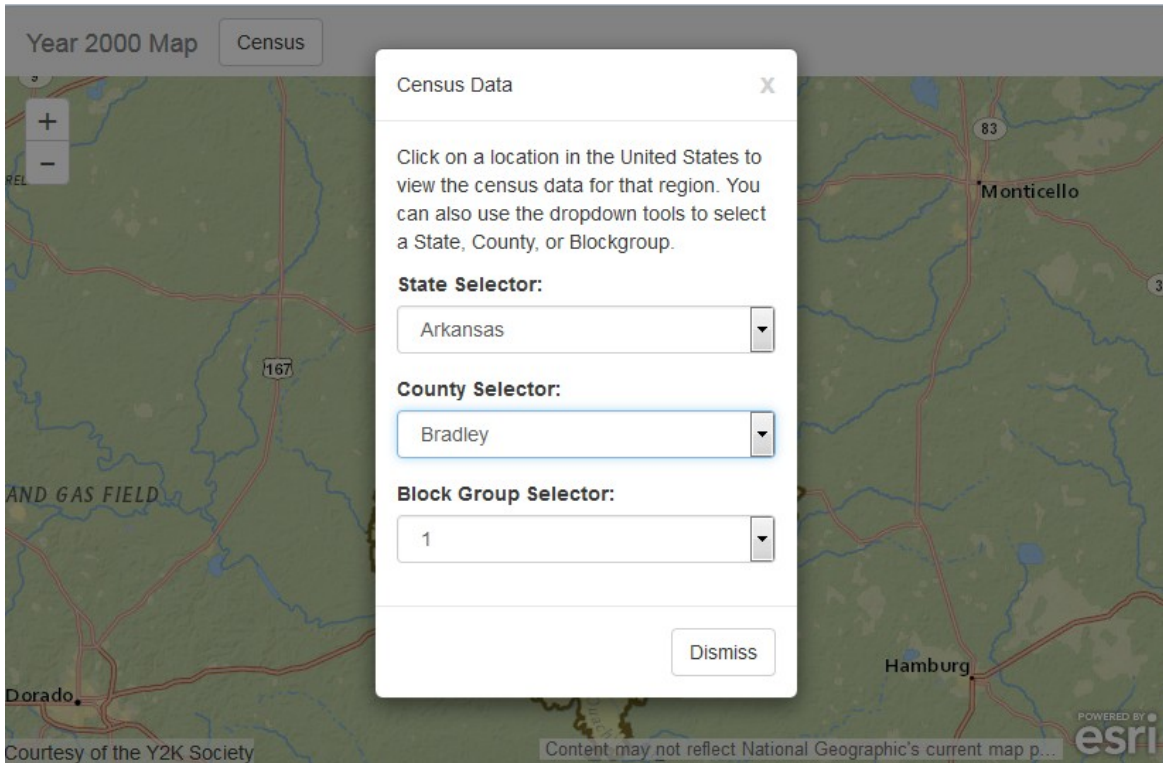 Year 2000 Map
Census
9
+
−
REL
Census Data
X
Click on a location in the United States to
view the census data for that region. You
can also use the dropdown tools to select
a State, County, or Blockgroup.
State Selector:
Arkansas
County Selector:
Bradley
Block Group Selector:
1
Dismiss
83
Monticello
3
167
AND GAS FIELD
Dorado
Hamburg
Courtesy of the Y2K Society
Content may not reflect National Geographic's current map p...
POWERED BY
esri